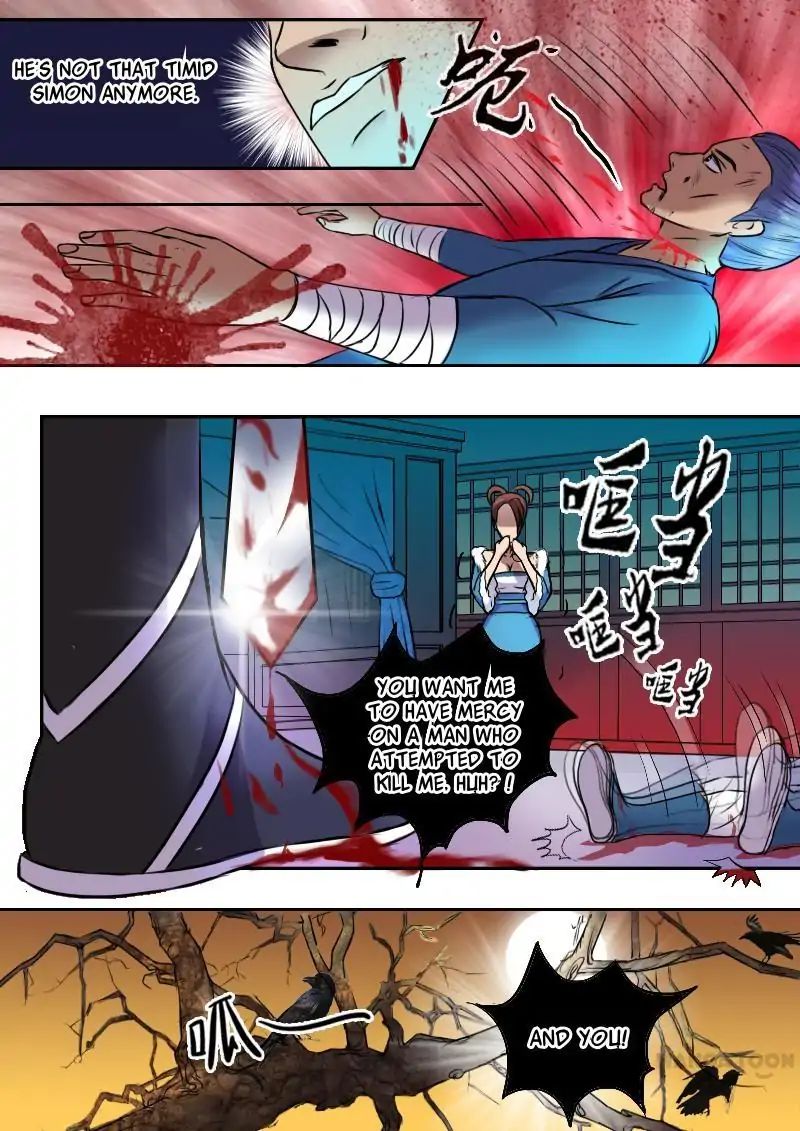 HE'S NOT THAT TIMID
SIMON ANYMORE.
呃
哐当
哐当
哐当
YOU WANT ME
TO HAVE MERCY
ON A MAN WHO
ATTEMPTED TO
KILL ME, HUH?!
呱
AND YOU!